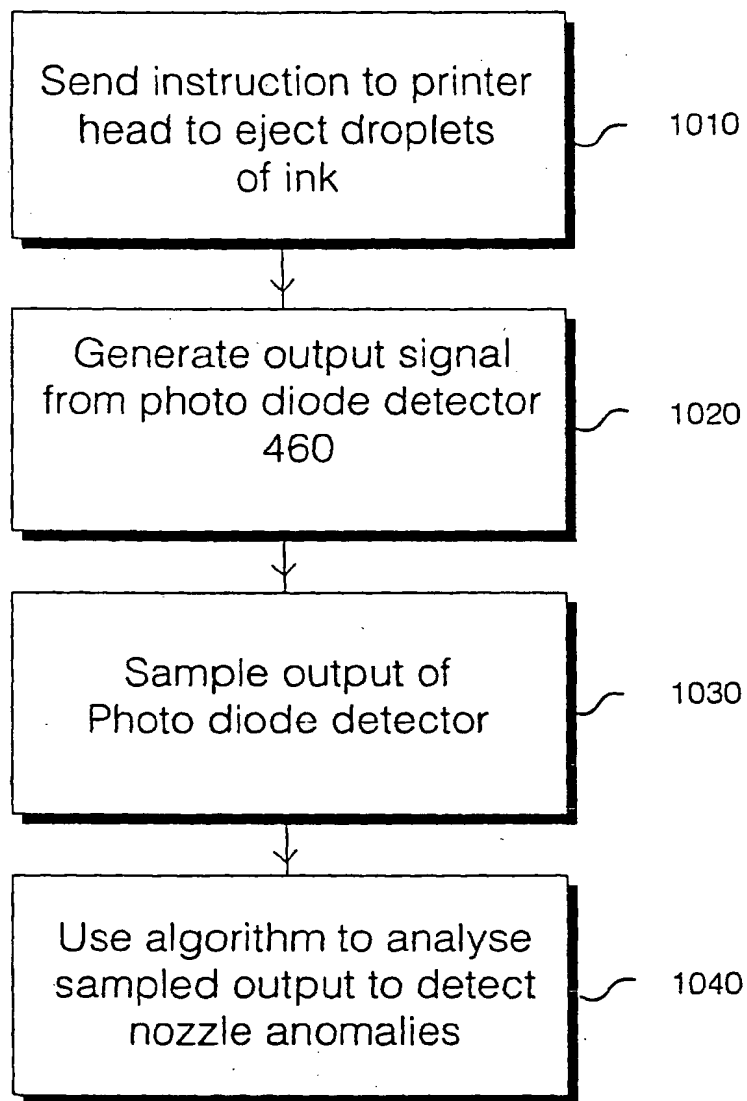 Send instruction to printer
head to eject droplets
of ink
1010
Generate output signal
from photo diode detector
460
1020
Sample output of
Photo diode detector
1030
Use algorithm to analyse
sampled output to detect
nozzle anomalies
1040